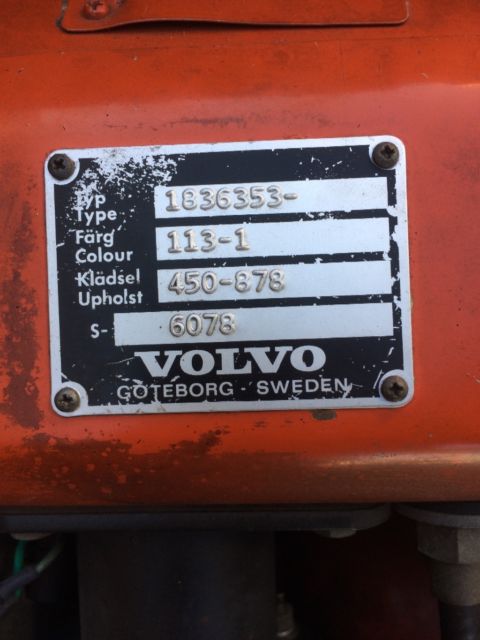 Typ
Type 1836353-
Färg
Colour 113-1
Klädsel
Upholst 450-878
S- 6078
VOLVO
GÖTEBORG SWEDEN